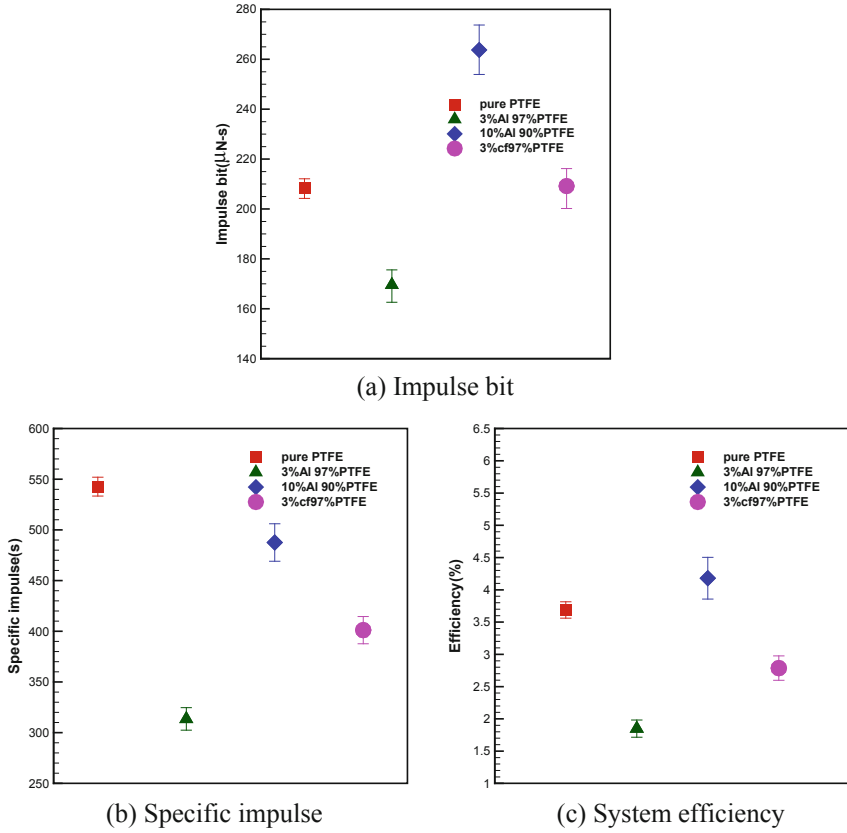 280
260
240
220
200
180
160
140
Impulse bit(μN-s)
pure PTFE
3%Al 97%PTFE
10%Al 90%PTFE
3%cf97%PTFE
(a) Impulse bit
600
550
500
450
400
350
300
250
Specific impulse(s)
pure PTFE
3%Al 97%PTFE
10%Al 90%PTFE
3%cf97%PTFE
(b) Specific impulse
6.5
6
5.5
5
4.5
4
3.5
3
2.5
2
1.5
1
Efficiency(%)
pure PTFE
3%Al 97%PTFE
10%Al 90%PTFE
3%cf97%PTFE
(c) System efficiency